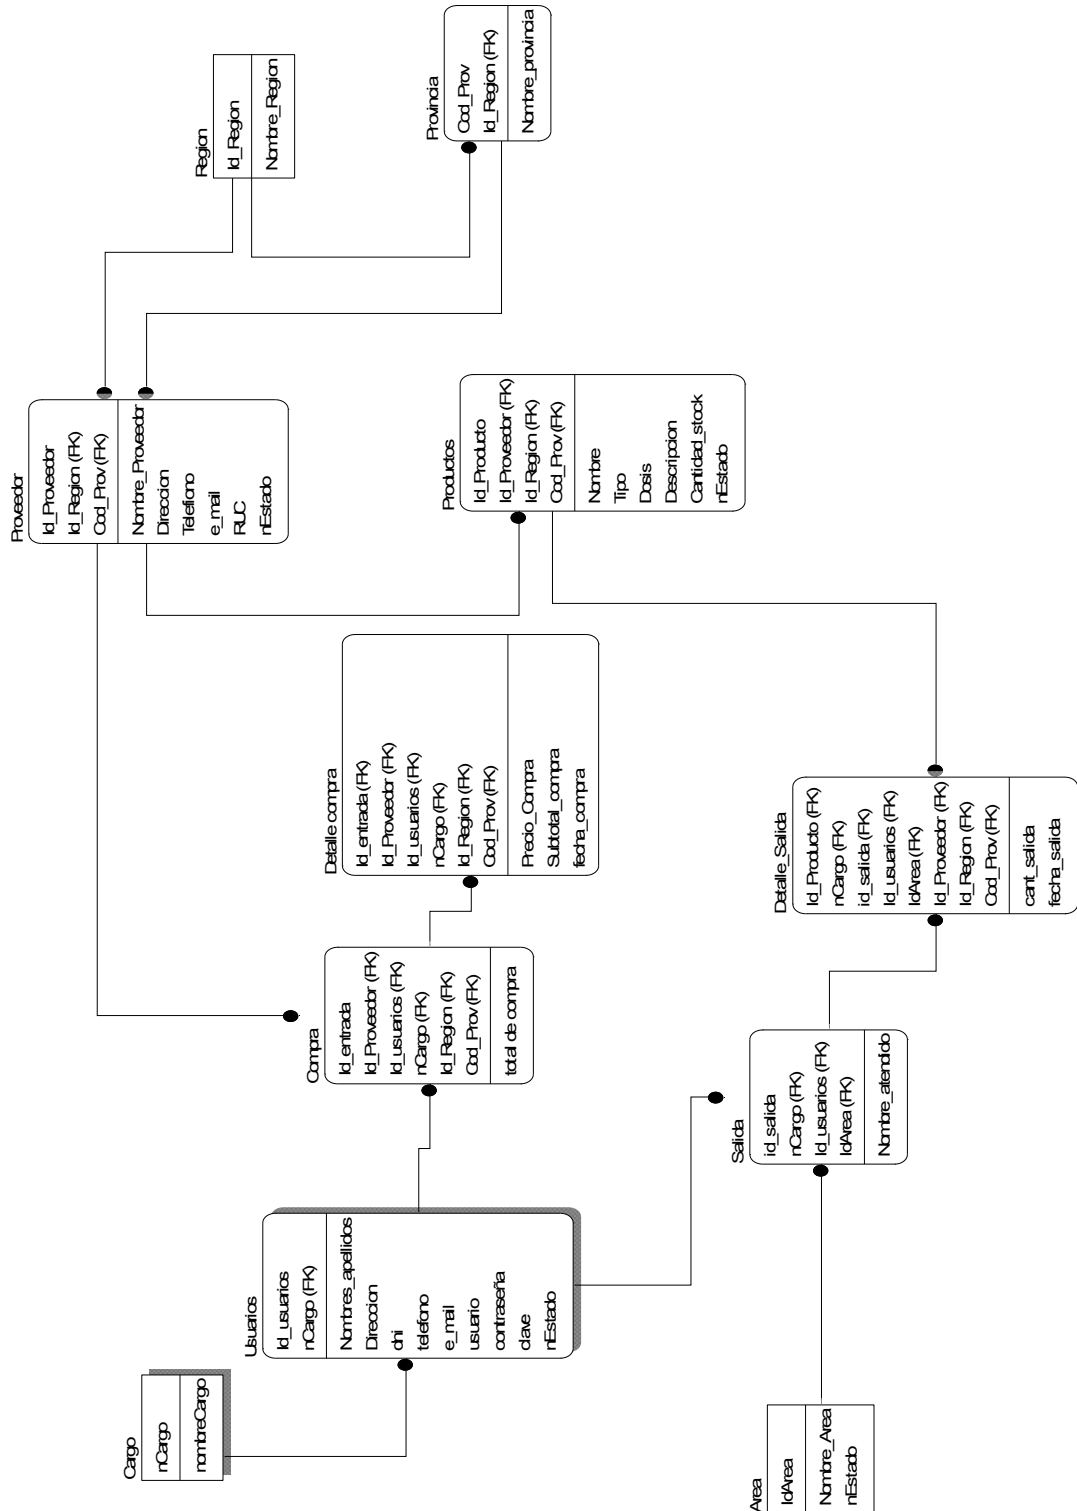 Cargo
nCargo
nombreCargo
Usuarios
Id_usuarios
nCargo (FK)
Nombres_apellidos
Direccion
dni
telefono
e_mail
usuario
contraseña
clave
nEstado
Compra
Id_entrada
Id_Proveedor (FK)
Id_usuarios (FK)
nCargo (FK)
Id_Region (FK)
Cod_Prov (FK)
total de compra
Detalle compra
Id_entrada (FK)
Id_Proveedor (FK)
Id_usuarios (FK)
nCargo (FK)
Id_Region (FK)
Cod_Prov (FK)
Precio_Compra
Subtotal_compra
fecha_compra
Proveedor
Id_Proveedor
Id_Region (FK)
Cod_Prov (FK)
Nombre_Proveedor
Direccion
Telefono
e_mail
RUC
nEstado
Region
Id_Region
Nombre_Region
Provincia
Cod_Prov
Id_Region (FK)
Nombre_provincia
Productos
Id_Producto
Id_Proveedor (FK)
Id_Region (FK)
Cod_Prov (FK)
Nombre
Tipo
Dosis
Descripcion
Cantidad_stock
nEstado
Area
IdArea
Nombre_Area
nEstado
Salida
id_salida
nCargo (FK)
Id_usuarios (FK)
IdArea (FK)
Nombre_atendido
Detalle_Salida
Id_Producto (FK)
nCargo (FK)
id_salida (FK)
Id_usuarios (FK)
IdArea (FK)
Id_Proveedor (FK)
Id_Region (FK)
Cod_Prov (FK)
cant_salida
fecha_salida